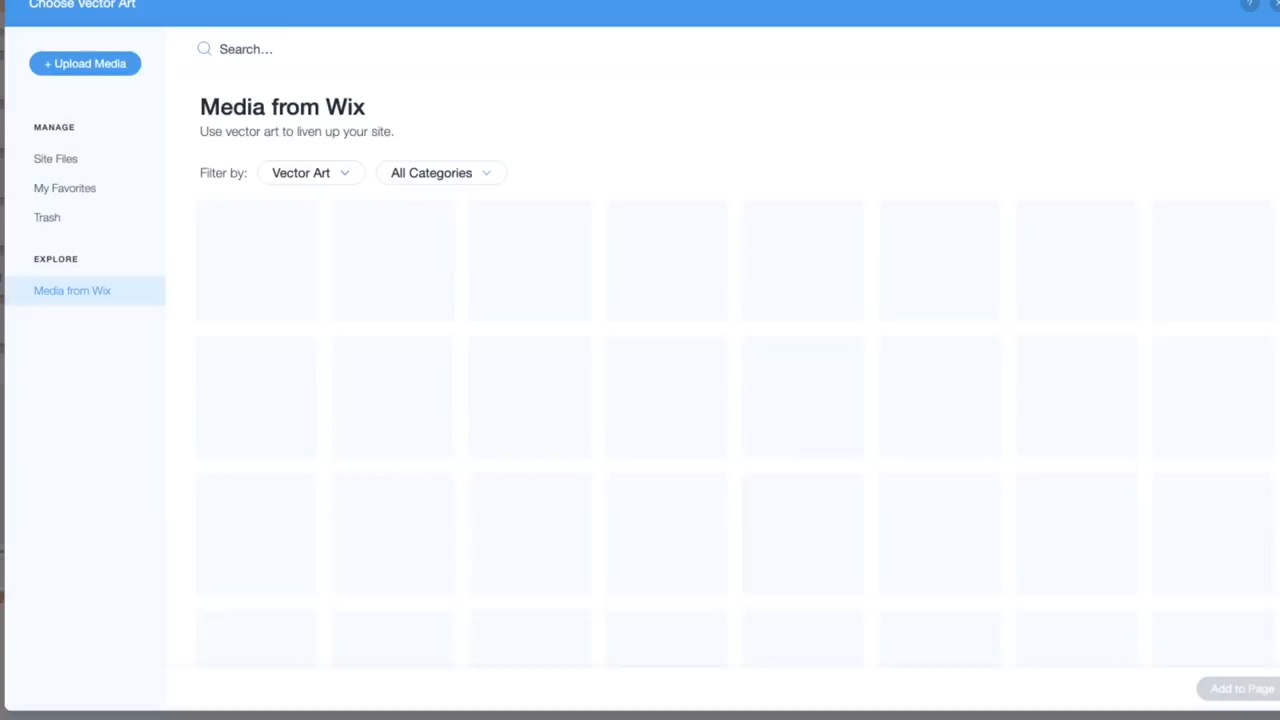 Choose Vector Art
?
Search...
+ Upload Media
Media from Wix
Use vector art to liven up your site.
MANAGE
Site Files
My Favorites
Trash
Filter by:
Vector Art
All Categories
EXPLORE
Media from Wix
Add to Page